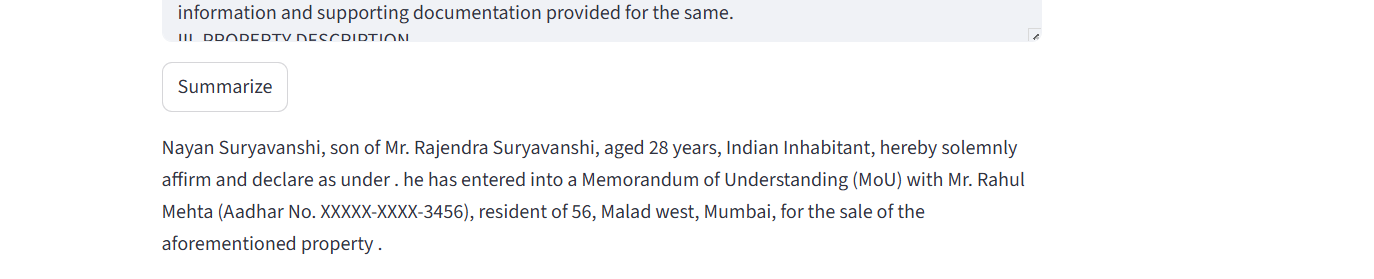 information and supporting documentation provided for the same.
III. PROPERTY DESCRIPTION
Summarize
Nayan Suryavanshi, son of Mr. Rajendra Suryavanshi, aged 28 years, Indian Inhabitant, hereby solemnly
affirm and declare as under . he has entered into a Memorandum of Understanding (MoU) with Mr. Rahul
Mehta (Aadhar No. XXXXX-XXXX-3456), resident of 56, Malad west, Mumbai, for the sale of the
aforementioned property .